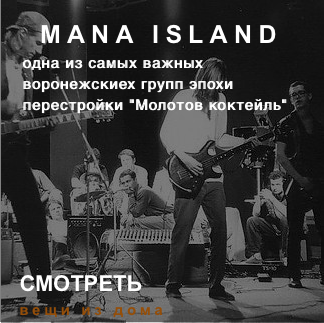 MANA ISLAND
одна из самых важных
воронежскиех групп эпохи
перестройки "Молотов коктейль"
СМОТРЕТЬ
вещи из дома